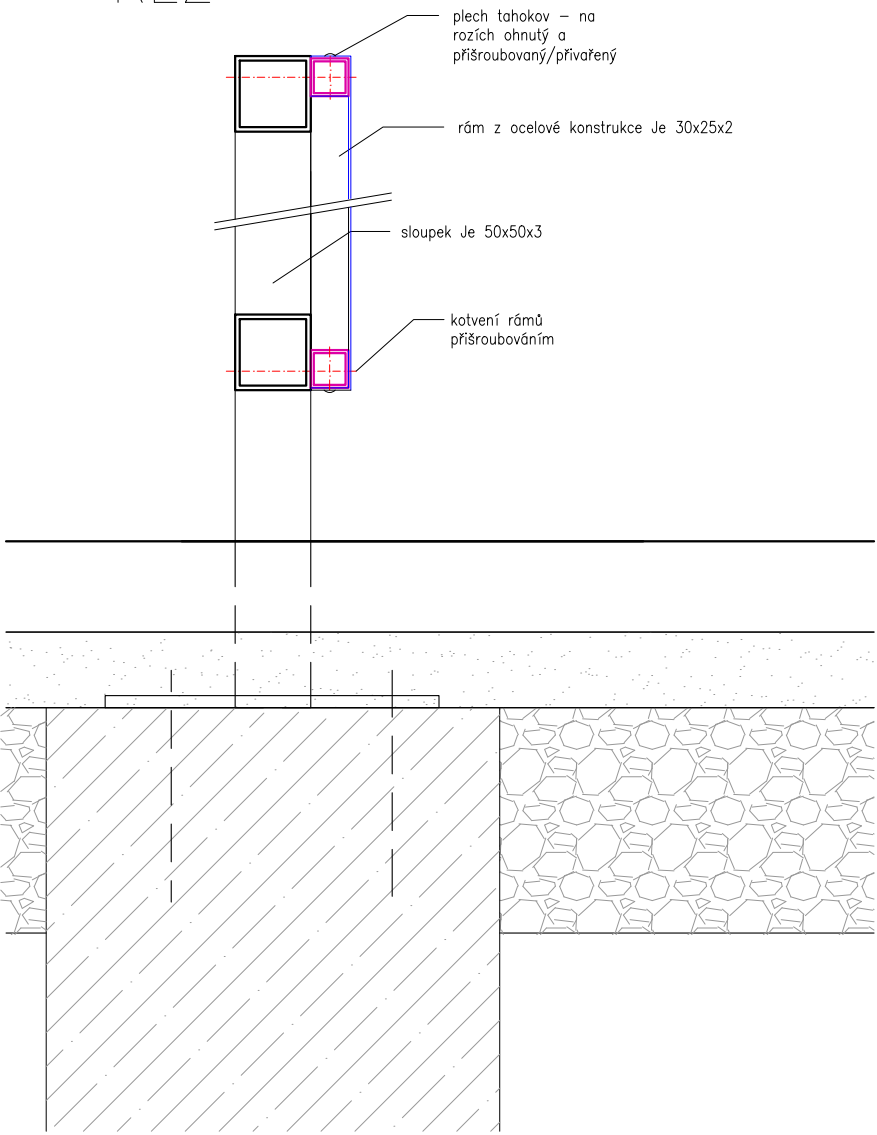 plech tahokov – na
rozích ohnutý a
přišroubovaný/přivařený
rám z ocelové konstrukce Je 30x25x2
sloupek Je 50x50x3
kotvení rámů
přišroubováním